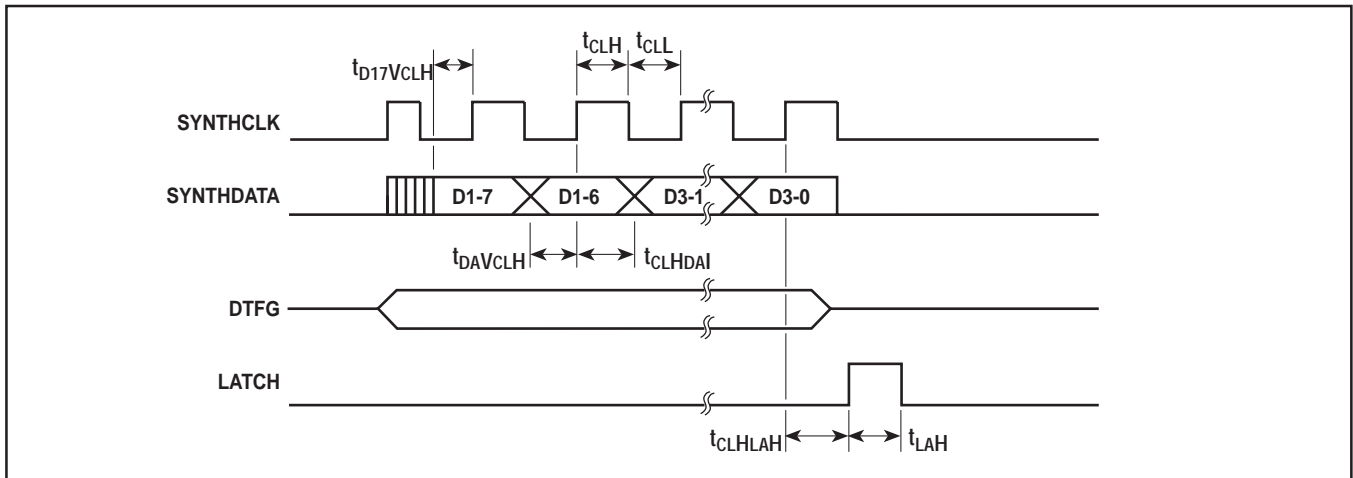 tCLH
tCLL
tD17VCLH
SYNTHCLK
SYNTHDATA
D1-7
D1-6
D3-1
D3-0
tDAVCLH
tCLHDAI
DTFG
LATCH
tCLHLAH
tLAH